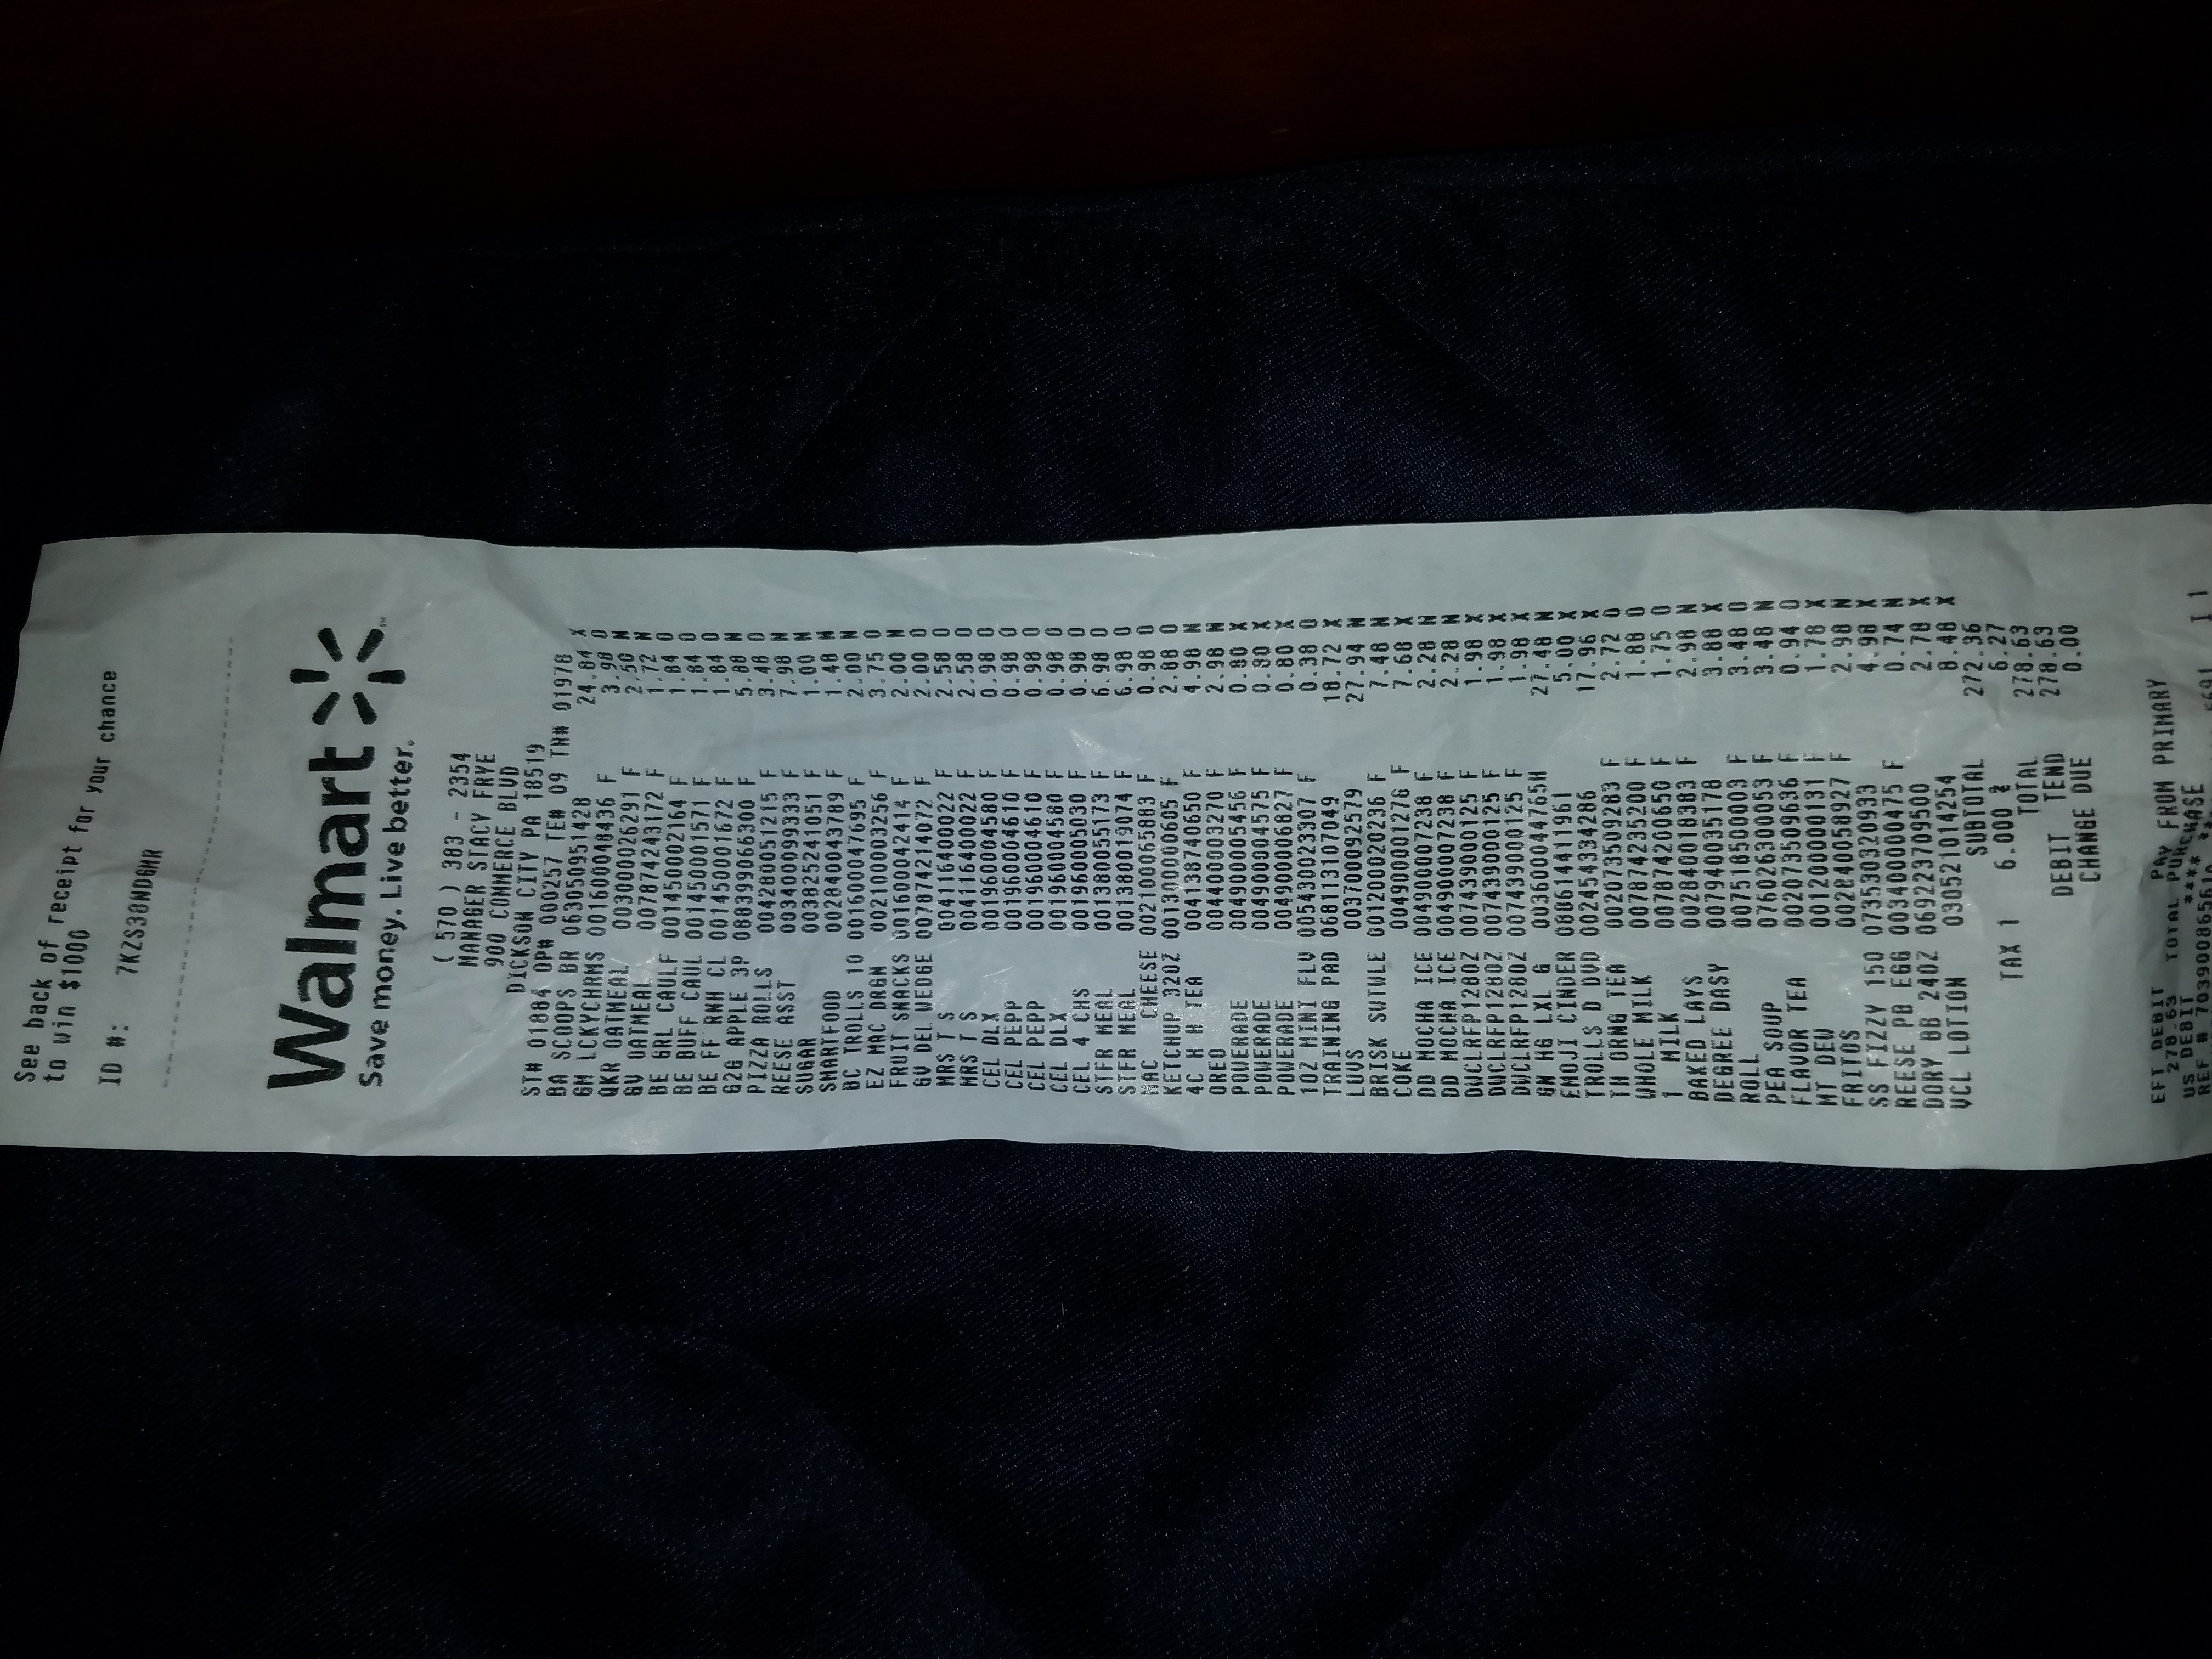 See back of receipt for your chance
to win $1000
ID #: 7KZS38NDGMR
Walmart
Save money. Live better.
( 570 ) 383 - 2354
MANAGER STACY FRYE
900 COMMERCE BLVD
DICKSON CITY PA 18519
ST# 01884 OP# 000257 TE# 09 TR# 01978
BA SCOOPS BR 063050951428 24.84 X
GM LCKYCHRMS 001600048436 F 3.98 O
QKR OATMEAL 003000026291 F 2.50 N
GV OATMEAL 007874243172 F 1.72 N
BE GRL CAULF 001450002164 F 1.84 O
BE BUFF CAUL 001450001571 F 1.84 O
BE FF RNH CL 001450001672 F 1.84 O
G2G APPLE 3P 088399066300 F 5.88 N
PIZZA ROLLS 004280051215 F 3.48 O
REESE ASST 003400099333 F 7.98 N
SUGAR 003825241051 F 1.00 N
SMARTFOOD 002840043789 F 1.48 N
BC TROLLS 10 001600047695 F 2.00 N
EZ MAC DRGN 002100003256 F 3.75 O
FRUIT SNACKS 001600042414 F 2.00 N
GV DEL WEDGE 007874214072 F 2.00 O
MRS T S 004116400022 F 2.58 O
MRS T S 004116400022 F 2.58 O
CEL DLX 001960004580 F 0.98 O
CEL PEPP 001960004610 F 0.98 O
CEL PEPP 001960004610 F 0.98 O
CEL DLX 001960004580 F 0.98 O
CEL 4 CHS 001960005030 F 0.98 O
STFR MEAL 001380055173 F 6.98 O
STFR MEAL 001380019074 F 6.98 O
MAC CHEESE 002100065883 F 0.98 O
KETCHUP 32OZ 001300000605 F 2.88 O
4C H H TEA 004138740650 F 4.98 N
OREO 004400003270 F 2.98 N
POWERADE 004900005456 F 0.80 X
POWERADE 004900004575 F 0.80 X
POWERADE 004900006827 F 0.80 X
10Z MINI FLV 005430023307 F 0.38 O
TRAINING PAD 068113107049 18.72 X
LUVS 003700092579 27.94 N
BRISK SWTWLE 001200020236 F 7.48 N
COKE 004900001278 F 7.68 X
DD MOCHA ICE 004900007238 F 2.28 N
DD MOCHA ICE 004900007238 F 2.28 N
DWCLRFP128OZ 007439000125 F 1.98 X
DWCLRFP128OZ 007439000125 F 1.98 X
DWCLRFP128OZ 007439000125 F 1.98 X
GN HG LXL G 003600044765H 27.48 N
EMOJI CINDER 088614411961 5.00 X
TROLLS D DVD 002454334286 17.96 X
TH ORNG TEA 002073509283 F 2.72 O
WHOLE MILK 007874235200 F 1.88 O
1 MILK 007874200650 F 1.75 O
BAKED LAYS 002840018383 F 2.98 N
DEGREE DASY 007940035178 3.88 X
ROLL 007518500003 F 3.48 O
PEA SOUP 076026300053 F 3.48 N
FLAVOR TEA 002073509636 F 0.94 O
MT DEW 001200000131 F 1.78 X
FRITOS 002840058927 F 2.98 N
SS FIZZY 150 073530320933 4.98 X
REESE PB EGG 003400000475 F 0.74 N
DORY BB 24OZ 069223709500 2.78 X
VCL LOTION 030521014254 8.48 X
SUBTOTAL 272.36
TAX 1 6.000 % 6.27
TOTAL 278.63
DEBIT TEND 278.63
CHANGE DUE 0.00
EFT DEBIT PAY FROM PRIMARY
278.63 TOTAL PURCHASE
US DEBIT
REF # 5691 I 1